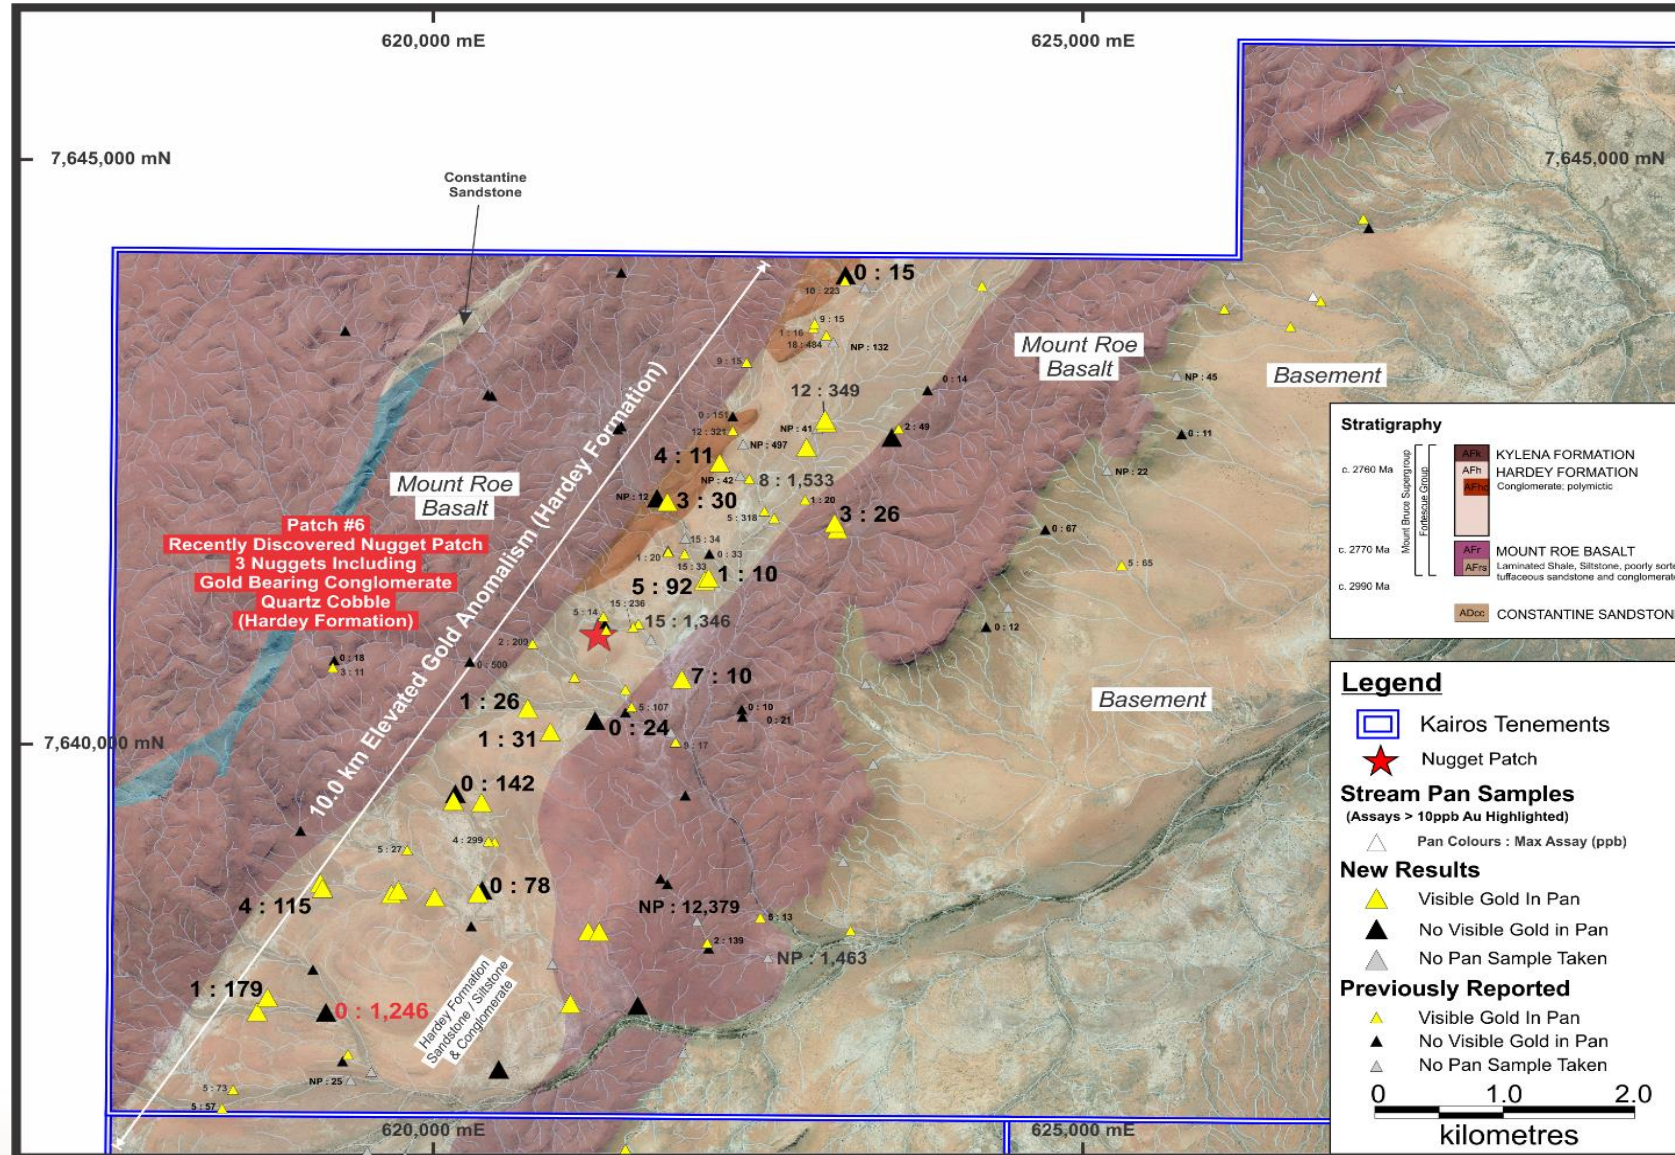 620,000 mE
625,000 mE
7,645,000 mN
7,645,000 mN
Constantine
Sandstone
0 : 15
10 : 223
9 : 15
1 : 16
18 : 484
NP : 132
Mount Roe
Basalt
9 : 15
NP : 45
Basement
0 : 14
12 : 349
0 : 151
12 : 321
NP : 41
2 : 49
0 : 11
NP : 497
4 : 11
NP : 42
8 : 1,533
NP : 22
Mount Roe
Basalt
NP : 12
3 : 30
1 : 20
5 : 318
3 : 26
0 : 67
Patch #6
Recently Discovered Nugget Patch
3 Nuggets Including
Gold Bearing Conglomerate
Quartz Cobble
(Hardey Formation)
10.0 km Elevated Gold Anomalism (Hardey Formation)
15 : 34
1 : 20
0 : 33
15 : 33
5 : 65
1 : 10
5 : 92
15 : 236
5 : 14
15 : 1,346
0 : 12
2 : 209
0 : 18
3 : 11
0 : 500
7 : 10
Basement
1 : 26
5 : 107
0 : 10
0 : 21
0 : 24
1 : 31
7,640,000 mN
0 : 142
4 : 299
5 : 27
0 : 78
4 : 115
NP : 12,379
2 : 139
NP : 1,463
Hardey Formation
Sandstone / Siltstone
& Conglomerate
1 : 179
0 : 1,246
NP : 25
5 : 73
5 : 57
620,000 mE
625,000 mE
Stratigraphy
Mount Bruce Supergroup
Fortescue Group
AFk KYLENA FORMATION
c. 2760 Ma
AFh HARDEY FORMATION
Conglomerate; polymictic
c. 2770 Ma
AFr MOUNT ROE BASALT
AFrs Laminated Shale, Siltstone, poorly sorte
tuffaceous sandstone and conglomerate
c. 2990 Ma
ADcc CONSTANTINE SANDSTON
Legend
Kairos Tenements
Nugget Patch
Stream Pan Samples
(Assays > 10ppb Au Highlighted)
Pan Colours : Max Assay (ppb)
New Results
Visible Gold In Pan
No Visible Gold in Pan
No Pan Sample Taken
Previously Reported
Visible Gold In Pan
No Visible Gold in Pan
No Pan Sample Taken
0 1.0 2.0
kilometres